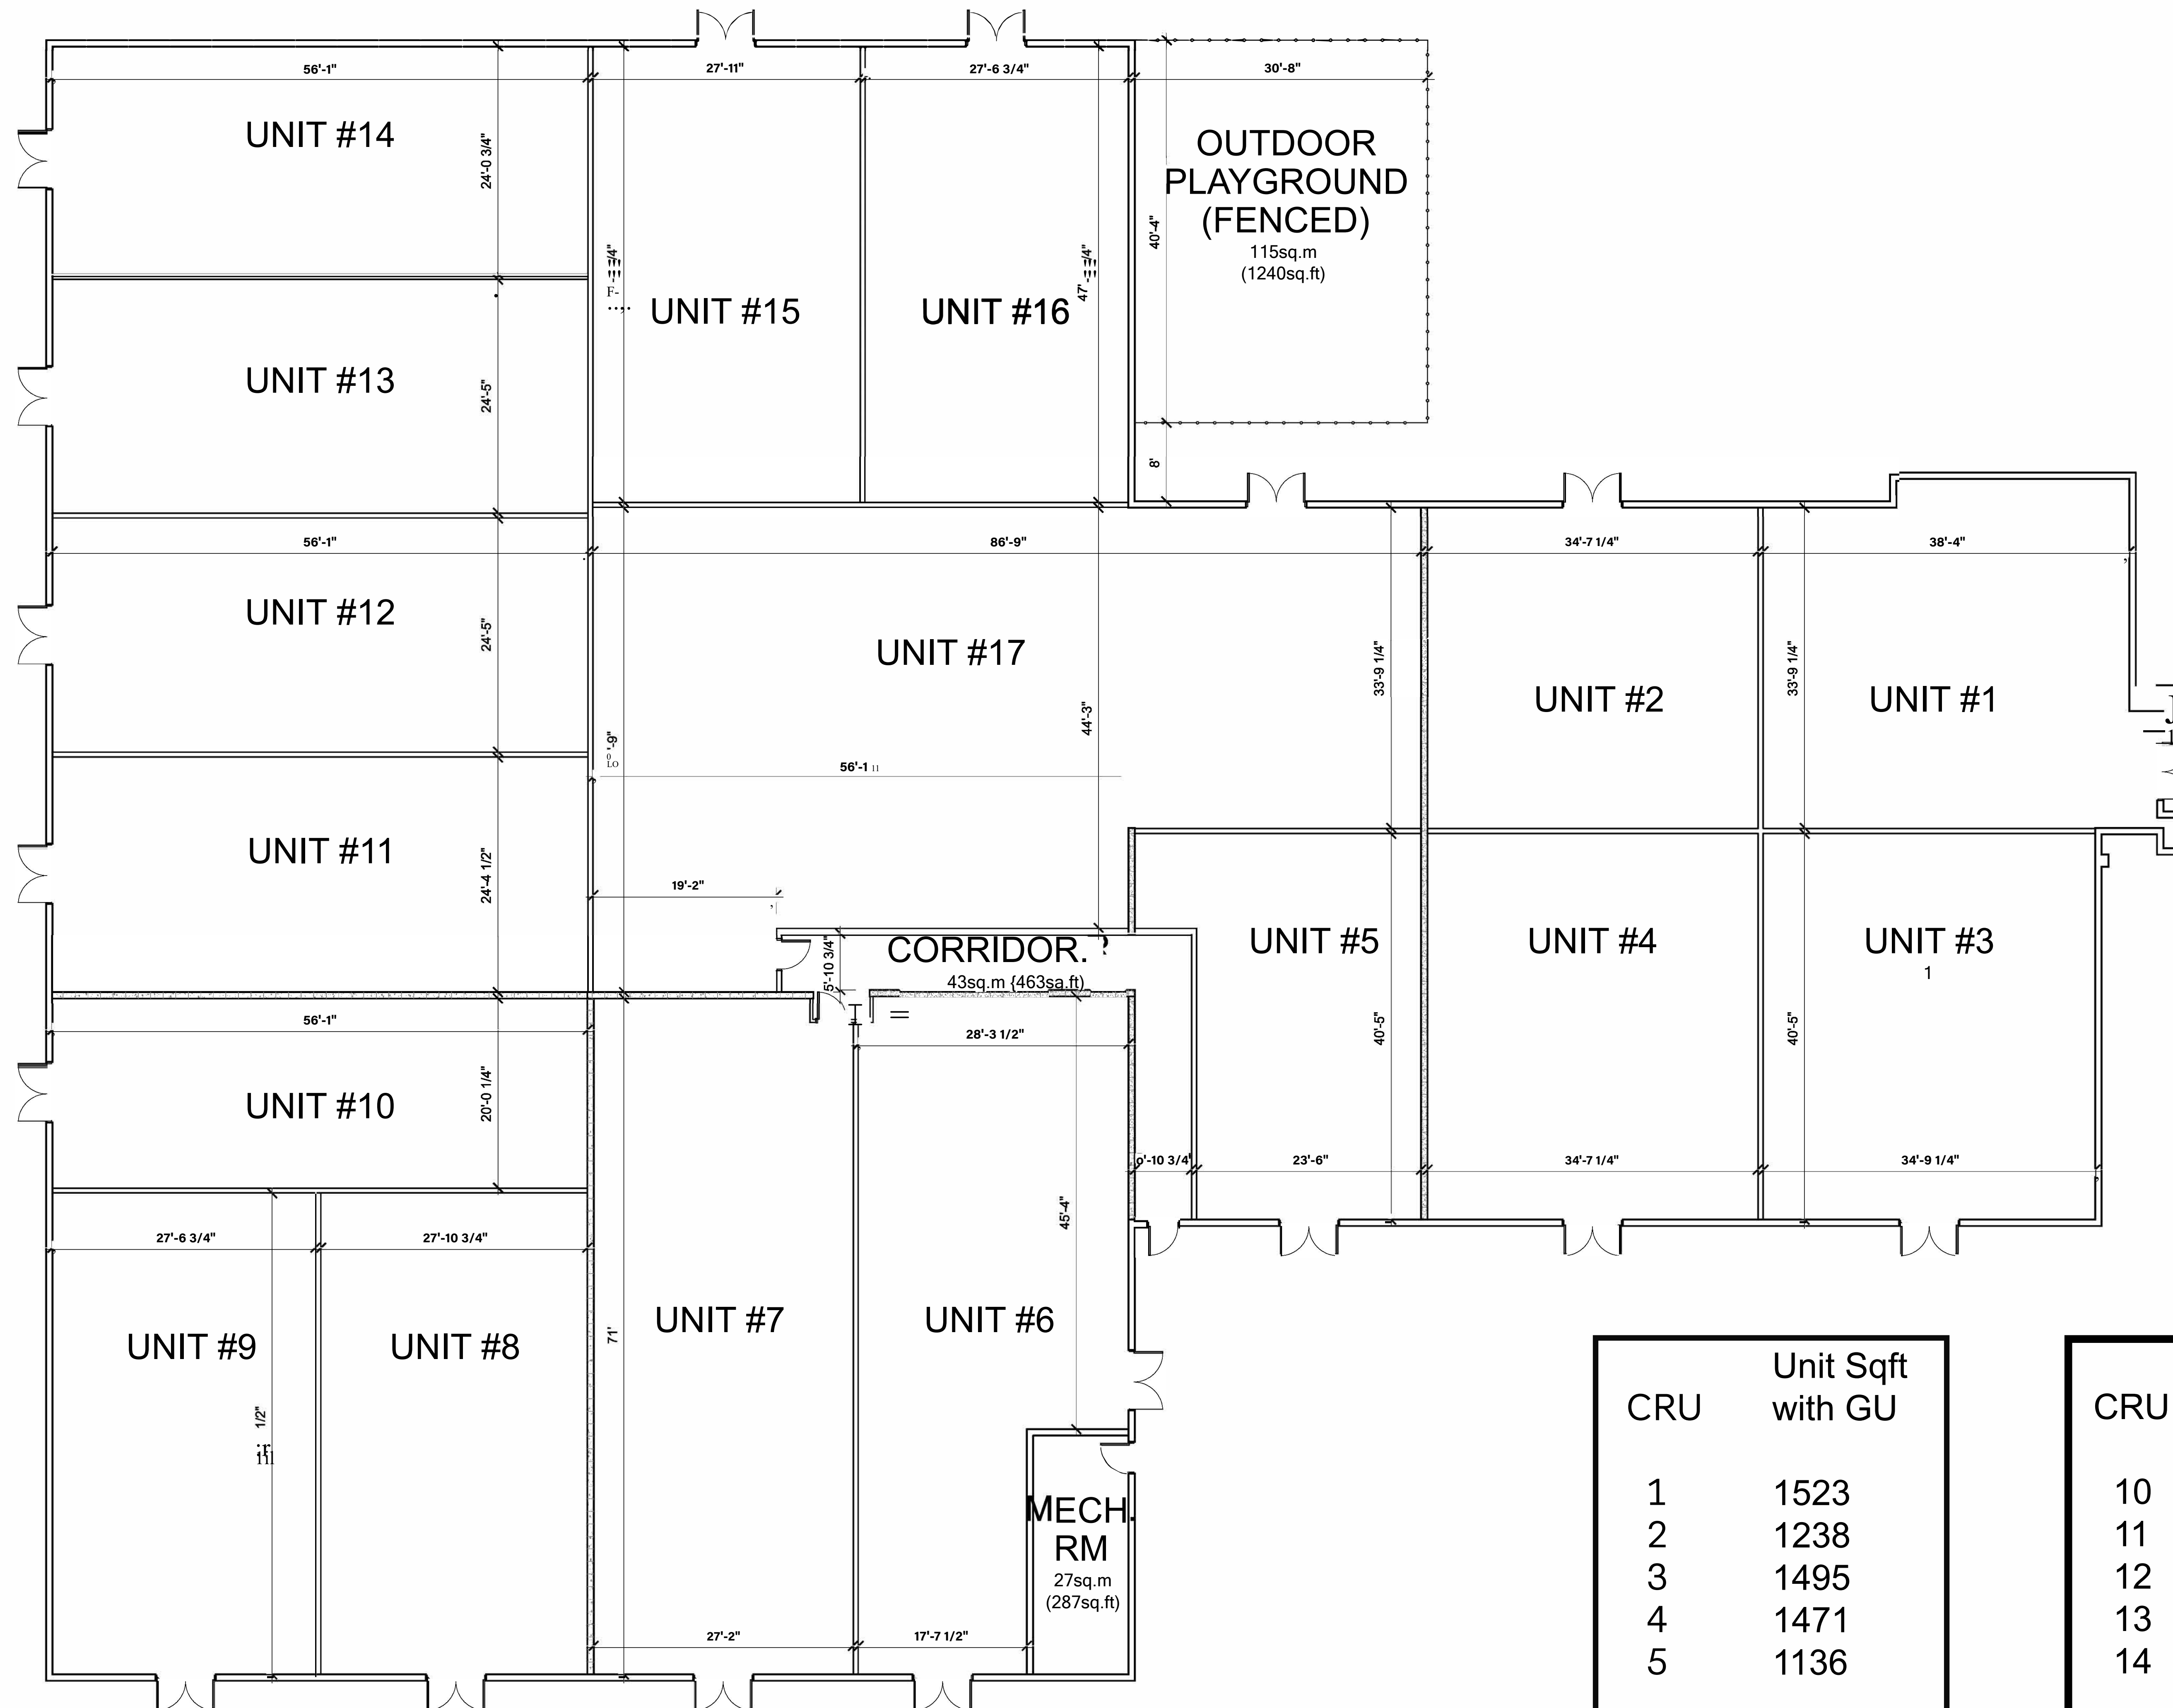 56'-1"
27'-11"
27'-6 3/4"
30'-8"
UNIT #14
24'-0 3/4"
OUTDOOR
PLAYGROUND
(FENCED)
115sq.m
(1240sq.ft)
40'-4"
47'-
UNIT #15
UNIT #16
UNIT #13
24'-5"
8'
56'-1"
86'-9"
34'-7 1/4"
38'-4"
UNIT #12
24'-5"
UNIT #17
33'-9 1/4"
UNIT #2
33'-9 1/4"
UNIT #1
44'-3"
'-9"
56'-1
UNIT #11
24'-4 1/2"
19'-2"
5'-10 3/4"
CORRIDOR.
43sq.m {463sa.ft)
UNIT #5
UNIT #4
UNIT #3
1
56'-1"
28'-3 1/2"
40'-5"
40'-5"
UNIT #10
20'-0 1/4"
'-10 3/4'
23'-6"
34'-7 1/4"
34'-9 1/4"
45'-4"
27'-6 3/4"
27'-10 3/4"
UNIT #9
UNIT #8
71'
UNIT #7
UNIT #6
1/2"
MECH.
RM
27sq.m
(287sq.ft)
27'-2"
17'-7 1/2"
Unit Sqft
CRU with GU
1 1523
2 1238
3 1495
4 1471
5 1136
CRU
10
11
12
13
14